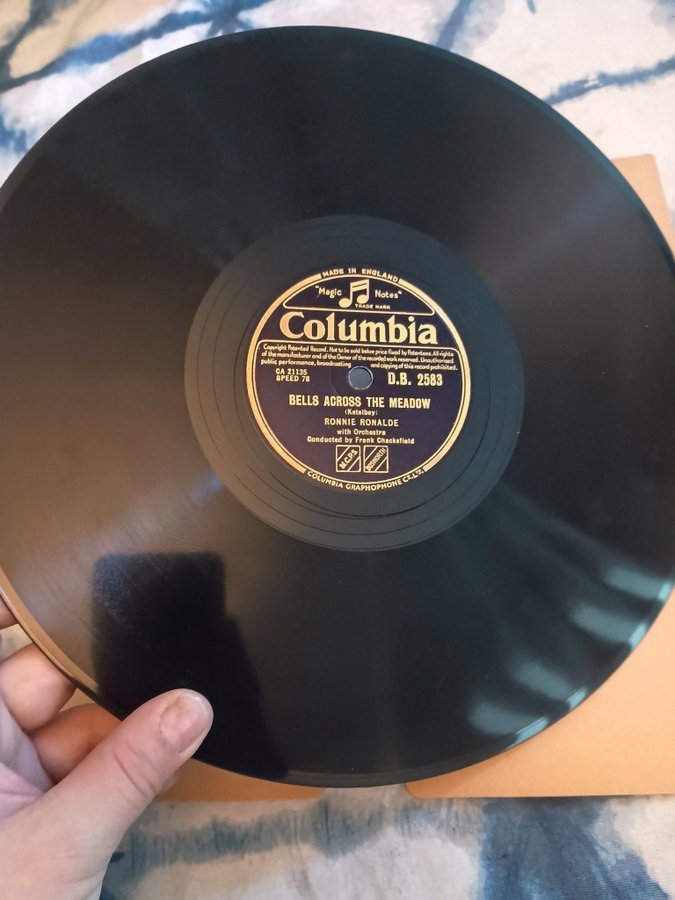 MADE IN ENGLAND
"Magic Notes"
TRADE MARK
Columbia
Copyright Patented Record. Not to be sold below price fixed by Patentees. All rights
of the manufacturer and of the Owner of the recorded work reserved. Unauthorised
public performance, broadcasting and copying of this record prohibited.
CA 21135
SPEED 78
D.B. 2583
BELLS ACROSS THE MEADOW
(Ketelbey)
RONNIE RONALDE
with Orchestra
Conducted by Frank Chacksfield
M.C.P.S. BOSWORTH
COLUMBIA GRAPHOPHONE CO. LTD.